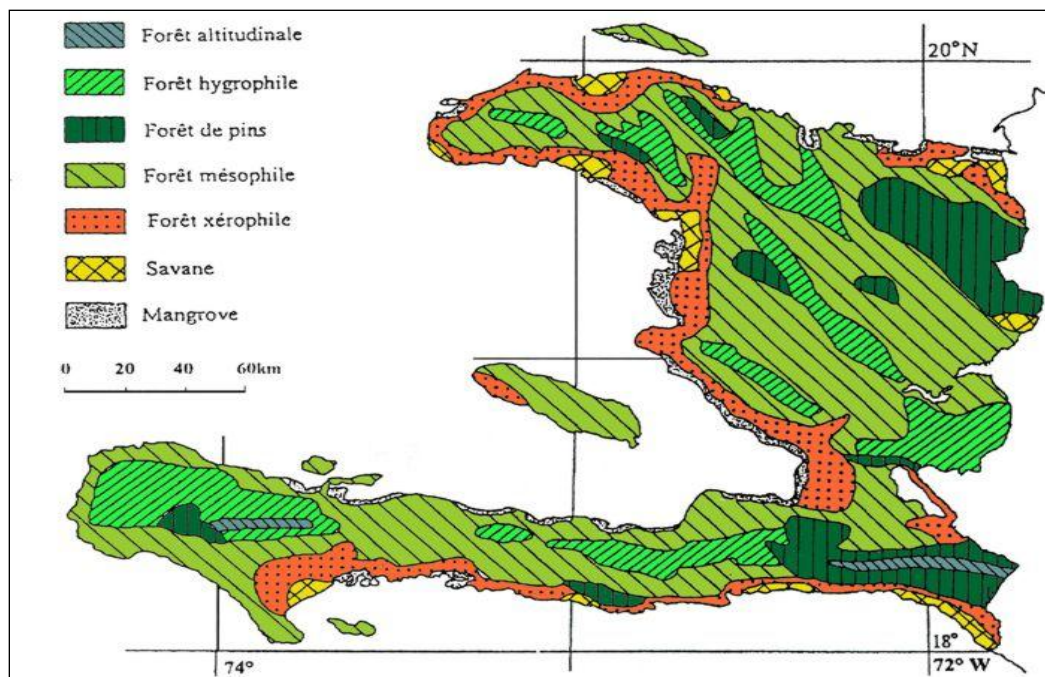 Forêt altitudinale
Forêt hygrophile
Forêt de pins
Forêt mésophile
Forêt xérophile
Savane
Mangrove
0 20 40 60km
20°N
74°
18°
72° W